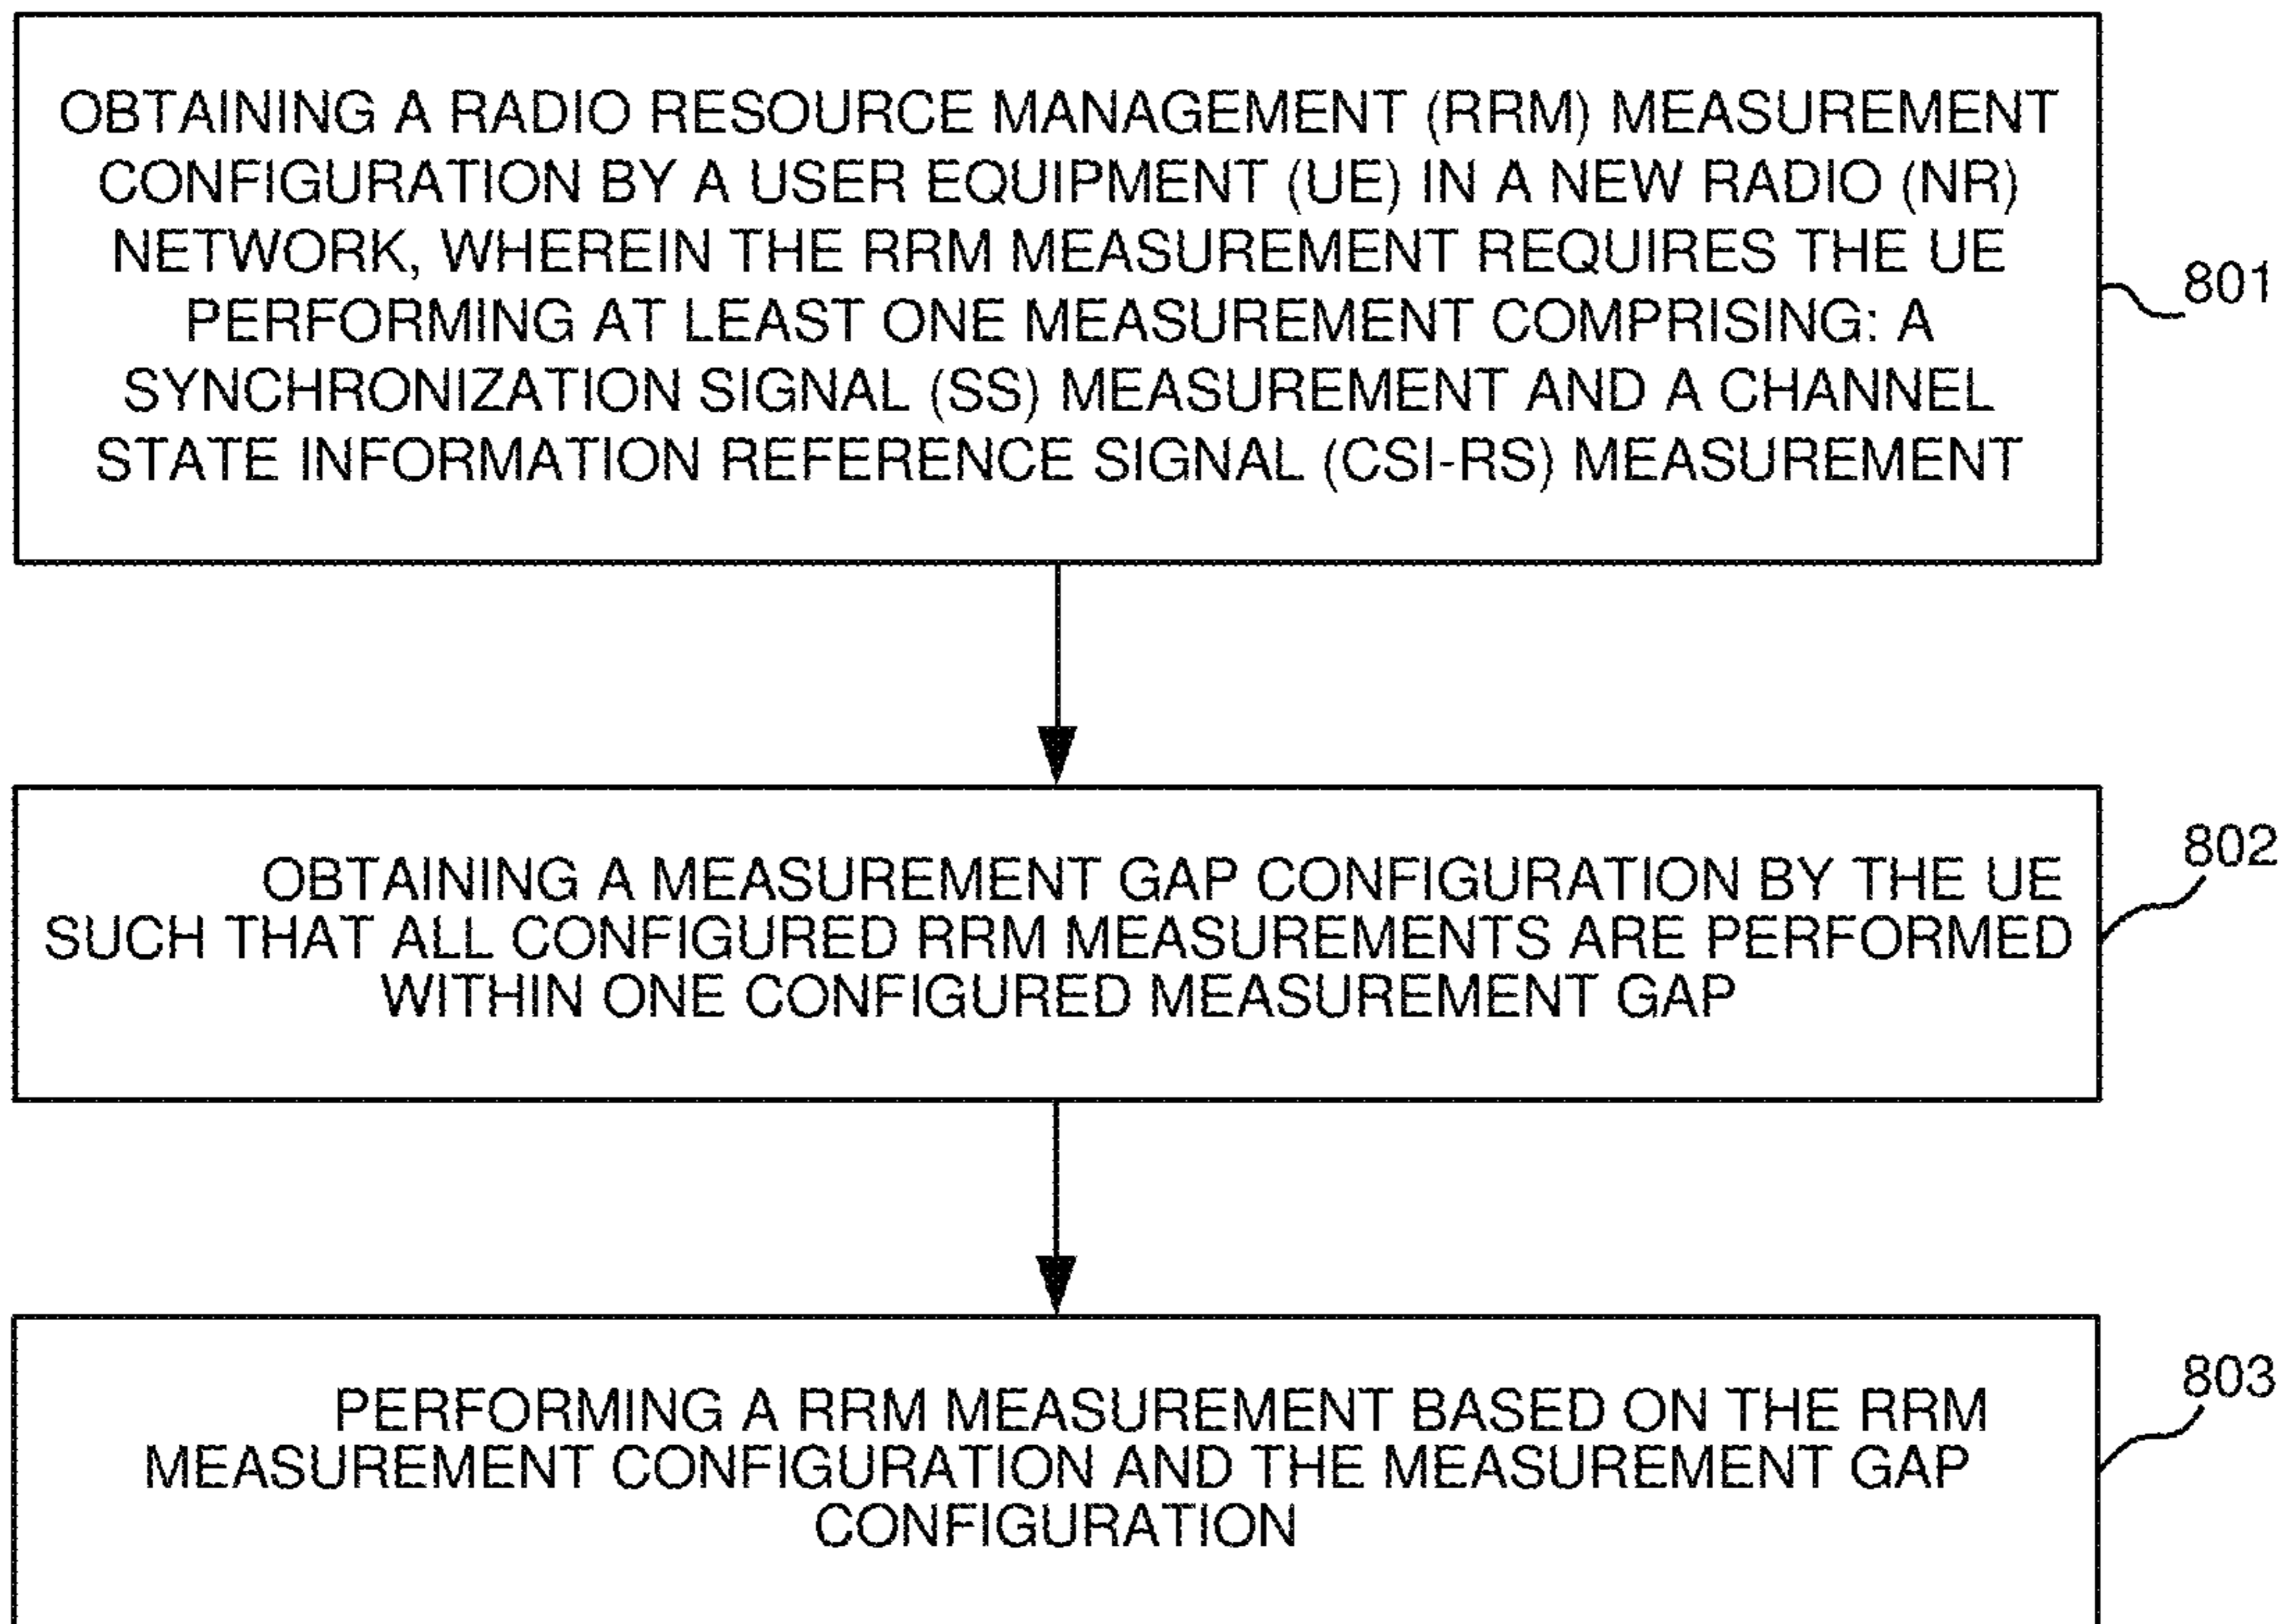 OBTAINING A RADIO RESOURCE MANAGEMENT (RRM) MEASUREMENT
CONFIGURATION BY A USER EQUIPMENT (UE) IN A NEW RADIO (NR)
NETWORK, WHEREIN THE RRM MEASUREMENT REQUIRES THE UE
PERFORMING AT LEAST ONE MEASUREMENT COMPRISING: A
SYNCHRONIZATION SIGNAL (SS) MEASUREMENT AND A CHANNEL
STATE INFORMATION REFERENCE SIGNAL (CSI-RS) MEASUREMENT
801
OBTAINING A MEASUREMENT GAP CONFIGURATION BY THE UE
SUCH THAT ALL CONFIGURED RRM MEASUREMENTS ARE PERFORMED
WITHIN ONE CONFIGURED MEASUREMENT GAP
802
PERFORMING A RRM MEASUREMENT BASED ON THE RRM
MEASUREMENT CONFIGURATION AND THE MEASUREMENT GAP
CONFIGURATION
803